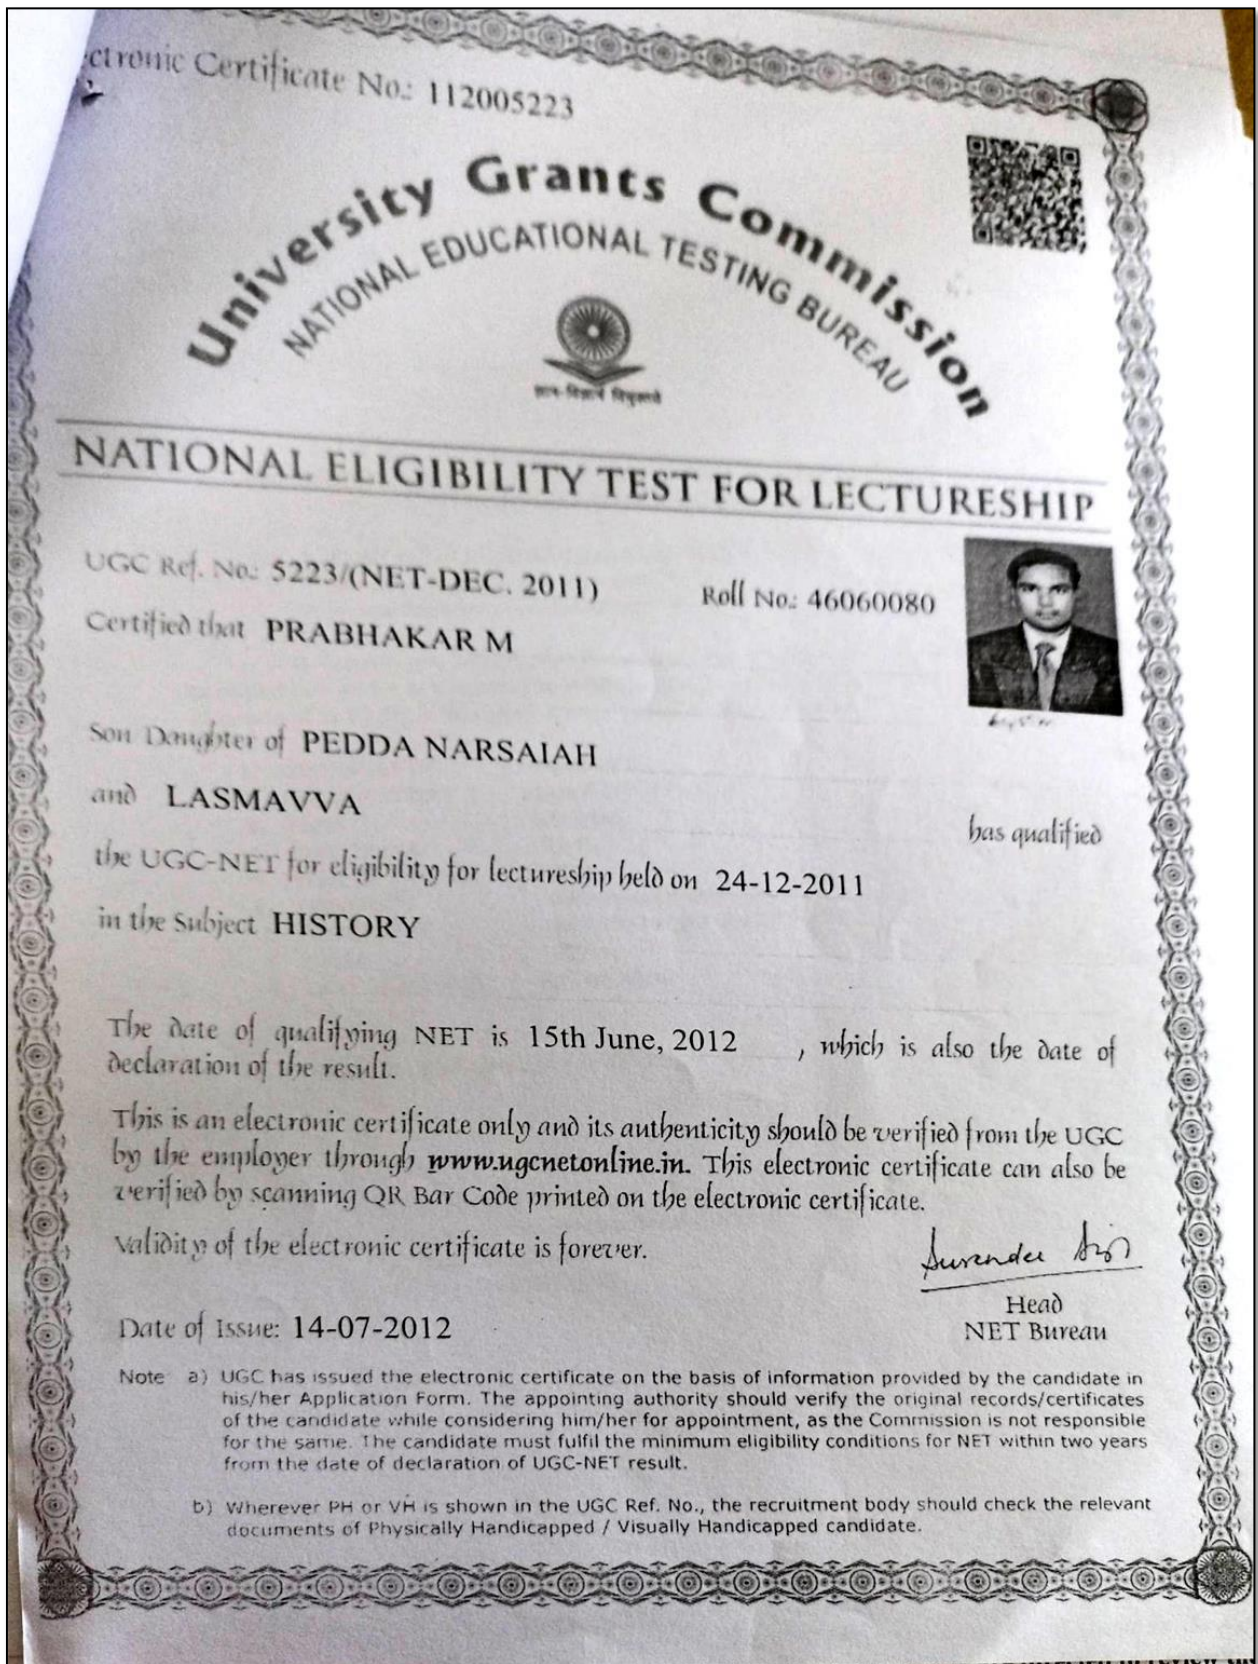 ctronic Certificate No.: 112005223
University Grants Commission
NATIONAL EDUCATIONAL TESTING BUREAU
NATIONAL ELIGIBILITY TEST FOR LECTURESHIP
UGC Ref. No.: 5223/(NET-DEC. 2011) Roll No.: 46060080
Certified that PRABHAKAR M
Son Daughter of PEDDA NARSAIAH
and LASMAVVA
has qualified
the UGC-NET for eligibility for lectureship held on 24-12-2011
in the Subject HISTORY
The date of qualifying NET is 15th June, 2012 , which is also the date of
declaration of the result.
This is an electronic certificate only and its authenticity should be verified from the UGC
by the employer through www.ugcnetonline.in. This electronic certificate can also be
verified by scanning QR Bar Code printed on the electronic certificate.
Validity of the electronic certificate is forever.
Head
Date of Issue: 14-07-2012 NET Bureau
Note a) UGC has issued the electronic certificate on the basis of information provided by the candidate in
his/her Application Form. The appointing authority should verify the original records/certificates
of the candidate while considering him/her for appointment, as the Commission is not responsible
for the same. The candidate must fulfil the minimum eligibility conditions for NET within two years
from the date of declaration of UGC-NET result.
b) Wherever PH or VH is shown in the UGC Ref. No., the recruitment body should check the relevant
documents of Physically Handicapped / Visually Handicapped candidate.